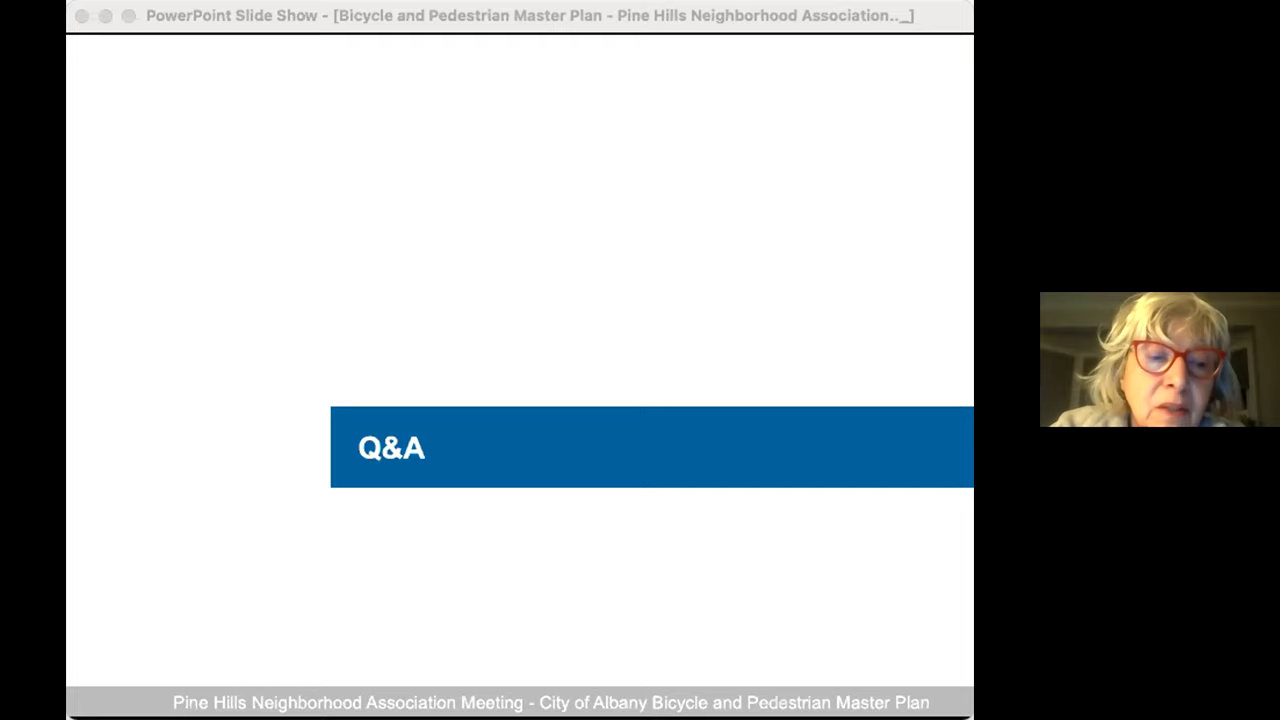 PowerPoint Slide Show - [Bicycle and Pedestrian Master Plan - Pine Hills Neighborhood Association.._]
Q&A
Pine Hills Neighborhood Association Meeting - City of Albany Bicycle and Pedestrian Master Plan